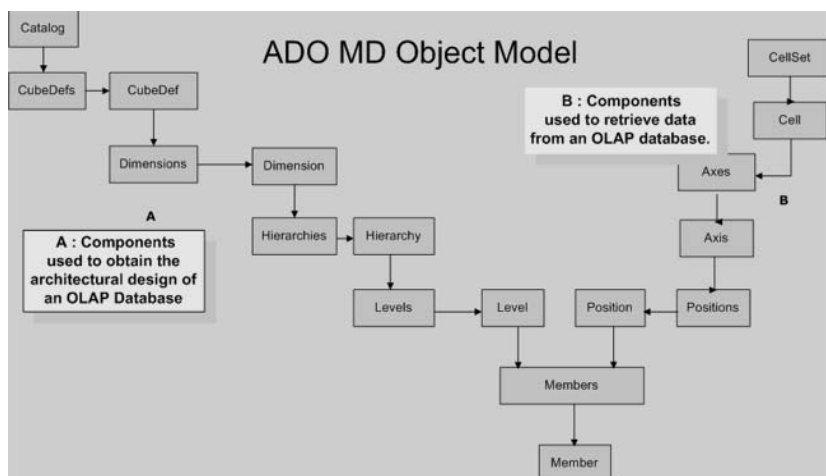 Catalog
ADO MD Object Model
CellSet
CubeDefs
CubeDef
B : Components
used to retrieve data
from an OLAP database.
Cell
Dimensions
Dimension
Axes
B
A
Hierarchies
Hierarchy
Axis
A : Components
used to obtain the
architectural design of
an OLAP Database
Levels
Level
Position
Positions
Members
Member